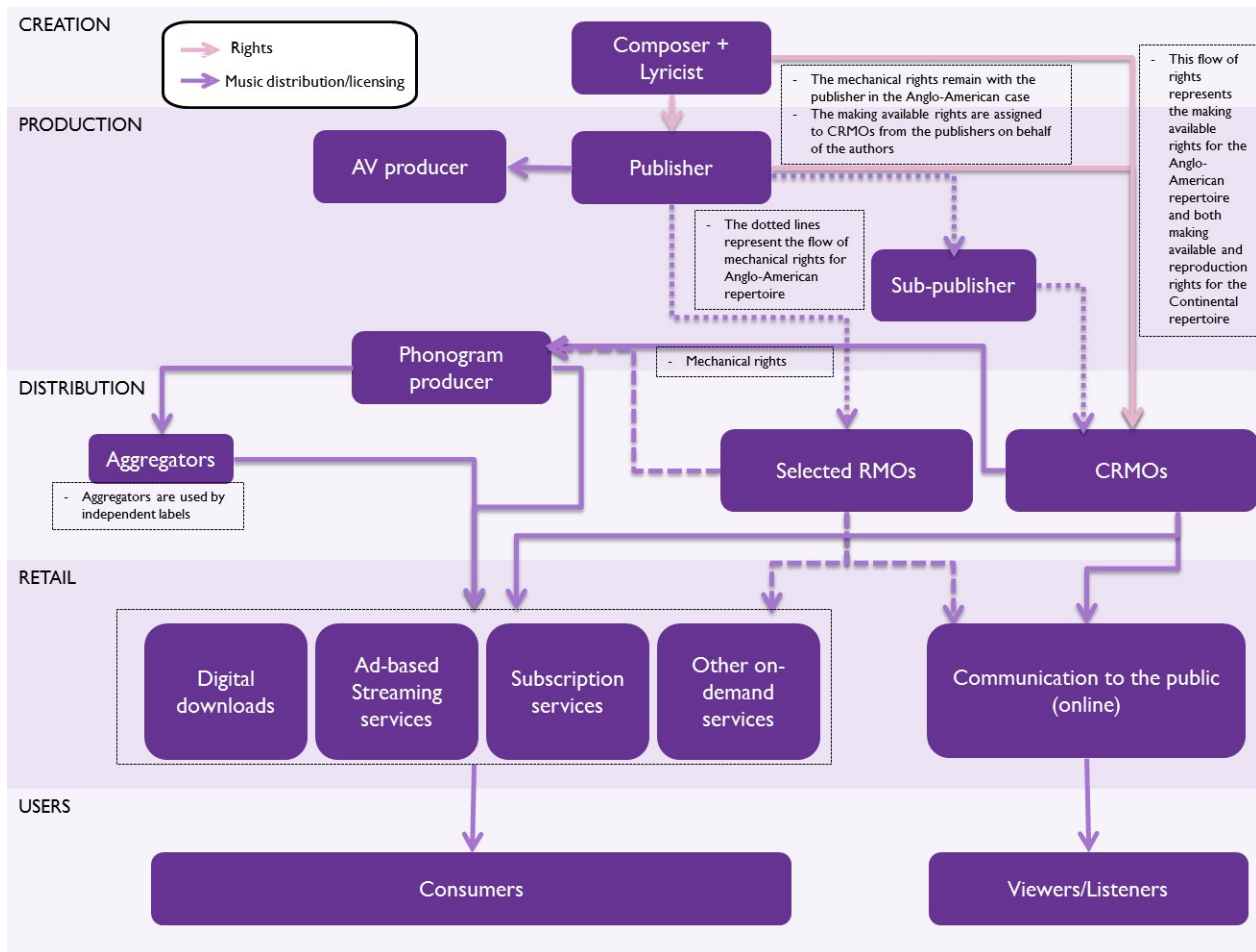 CREATION
Rights
Music distribution/licensing
Composer +
Lyricist
- The mechanical rights remain with the
publisher in the Anglo-American case
- The making available rights are assigned
to CRMOs from the publishers on behalf
of the authors
- This flow of
rights
represents
the making
available
rights for the
Anglo-
American
repertoire
and both
making
available and
reproduction
rights for the
Continental
repertoire
PRODUCTION
AV producer
Publisher
- The dotted lines
represent the flow of
mechanical rights for
Anglo-American
repertoire
Sub-publisher
Phonogram
producer
- Mechanical rights
DISTRIBUTION
Aggregators
- Aggregators are used by
independent labels
Selected RMOs
CRMOs
RETAIL
Digital
downloads
Ad-based
Streaming
services
Subscription
services
Other on-
demand
services
Communication to the public
(online)
USERS
Consumers
Viewers/Listeners